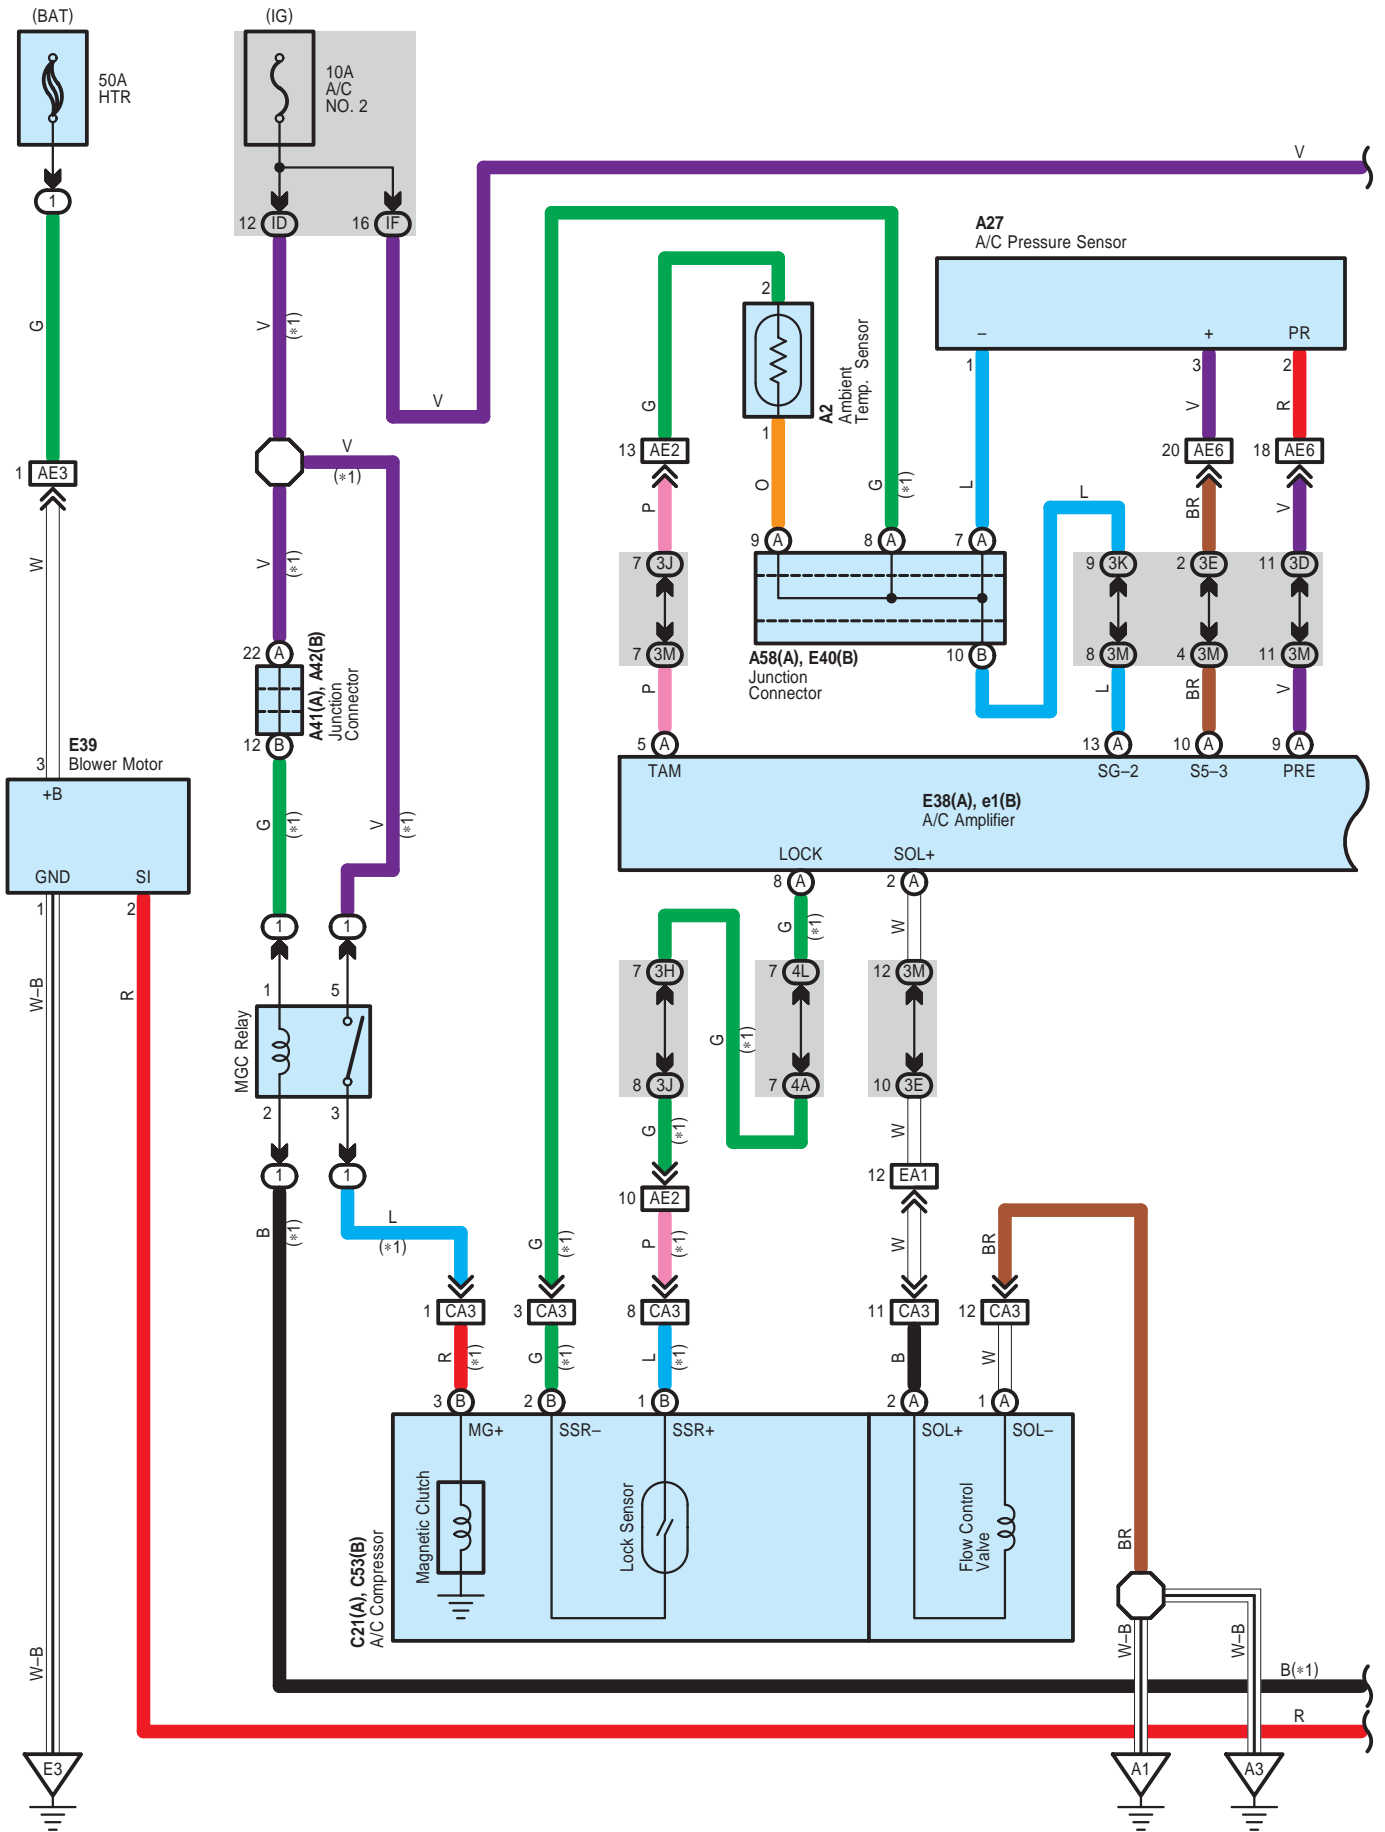 (BAT)
(IG)
50A
HTR
10A
A/C
NO. 2
1
12 ID
16 IF
V
A27
A/C Pressure Sensor
–
+
PR
1
3
2
G
V
(∗1)
V
2
A2
Ambient
Temp. Sensor
1
G
13 AE2
P
O
G
(∗1)
L
V
R
20 AE6
18 AE6
L
BR
V
1 AE3
V
(∗1)
W
V
(∗1)
9 A
8 A
7 A
7 3J
9 3K
2 3E
11 3D
7 3M
10 B
8 3M
4 3M
11 3M
A58(A), E40(B)
Junction
Connector
22 A
A41(A), A42(B)
Junction
Connector
12 B
P
L
BR
V
5 A
13 A
10 A
9 A
TAM
SG–2
S5–3
PRE
E38(A), e1(B)
A/C Amplifier
LOCK
SOL+
E39
3 Blower Motor
+B
GND
SI
1
2
G
(∗1)
V
(∗1)
8 A
2 A
G
(∗1)
W
1
1
7 3H
7 4L
12 3M
W–B
R
1
5
MGC Relay
G
(∗1)
2
3
8 3J
7 4A
10 3E
G
(∗1)
W
1
1
10 AE2
12 EA1
B
(∗1)
L
(∗1)
G
(∗1)
P
(∗1)
W
BR
1 CA3
3 CA3
8 CA3
11 CA3
12 CA3
R
(∗1)
G
(∗1)
L
(∗1)
B
W
3 B
2 B
1 B
2 A
1 A
MG+
SSR–
SSR+
SOL+
SOL–
Magnetic Clutch
Lock Sensor
Flow Control
Valve
C21(A), C53(B)
A/C Compressor
BR
W–B
W–B
W–B
B(∗1)
R
E3
A1
A3